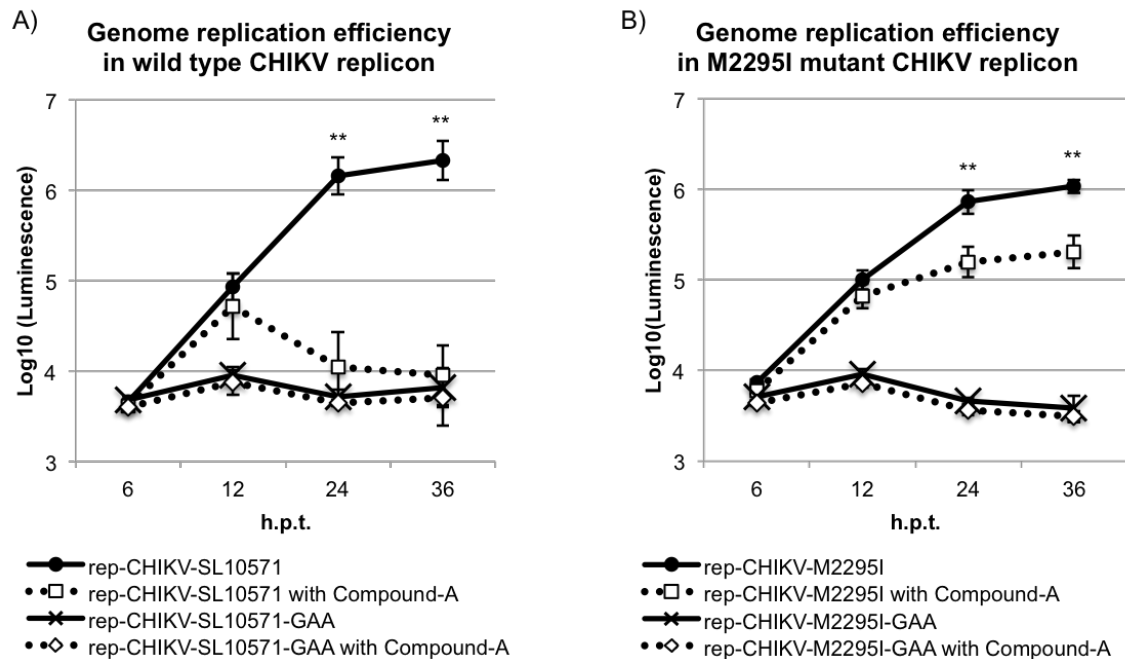 A)
Genome replication efficiency
in wild type CHIKV replicon
Log10 (Luminescence)
7
6
5
4
3
**
**
6 12 24 36
h.p.t.
rep-CHIKV-SL10571
rep-CHIKV-SL10571 with Compound-A
rep-CHIKV-SL10571-GAA
rep-CHIKV-SL10571-GAA with Compound-A
B)
Genome replication efficiency
in M2295I mutant CHIKV replicon
Log10(Luminescence)
7
6
5
4
3
**
**
6 12 24 36
h.p.t.
rep-CHIKV-M2295I
rep-CHIKV-M2295I with Compound-A
rep-CHIKV-M2295I-GAA
rep-CHIKV-M2295I-GAA with Compound-A